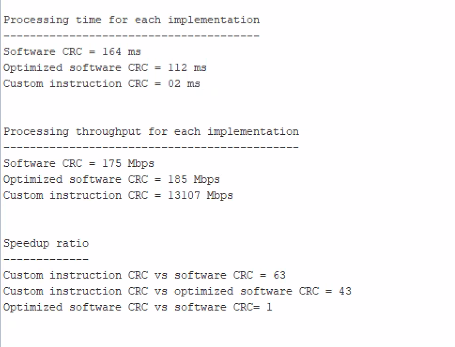 Processing time for each implementation
---------------------------------------
Software CRC = 164 ms
Optimized software CRC = 112 ms
Custom instruction CRC = 02 ms
Processing throughput for each implementation
---------------------------------------------
Software CRC = 175 Mbps
Optimized software CRC = 185 Mbps
Custom instruction CRC = 13107 Mbps
Speedup ratio
-------------
Custom instruction CRC vs software CRC = 63
Custom instruction CRC vs optimized software CRC = 43
Optimized software CRC vs software CRC= 1